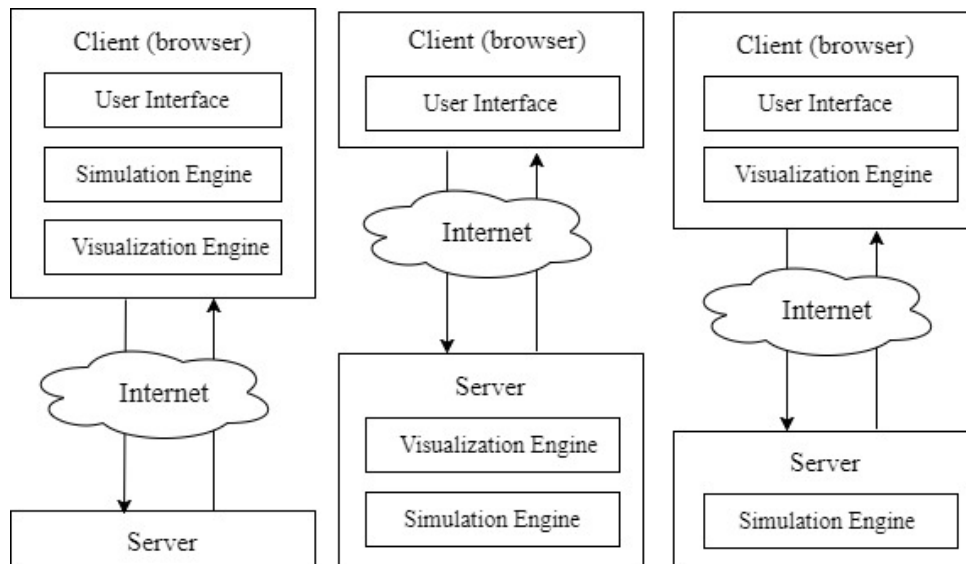 Client (browser)
User Interface
Simulation Engine
Visualization Engine
Internet
Server
Client (browser)
User Interface
Internet
Server
Visualization Engine
Simulation Engine
Client (browser)
User Interface
Visualization Engine
Internet
Server
Simulation Engine